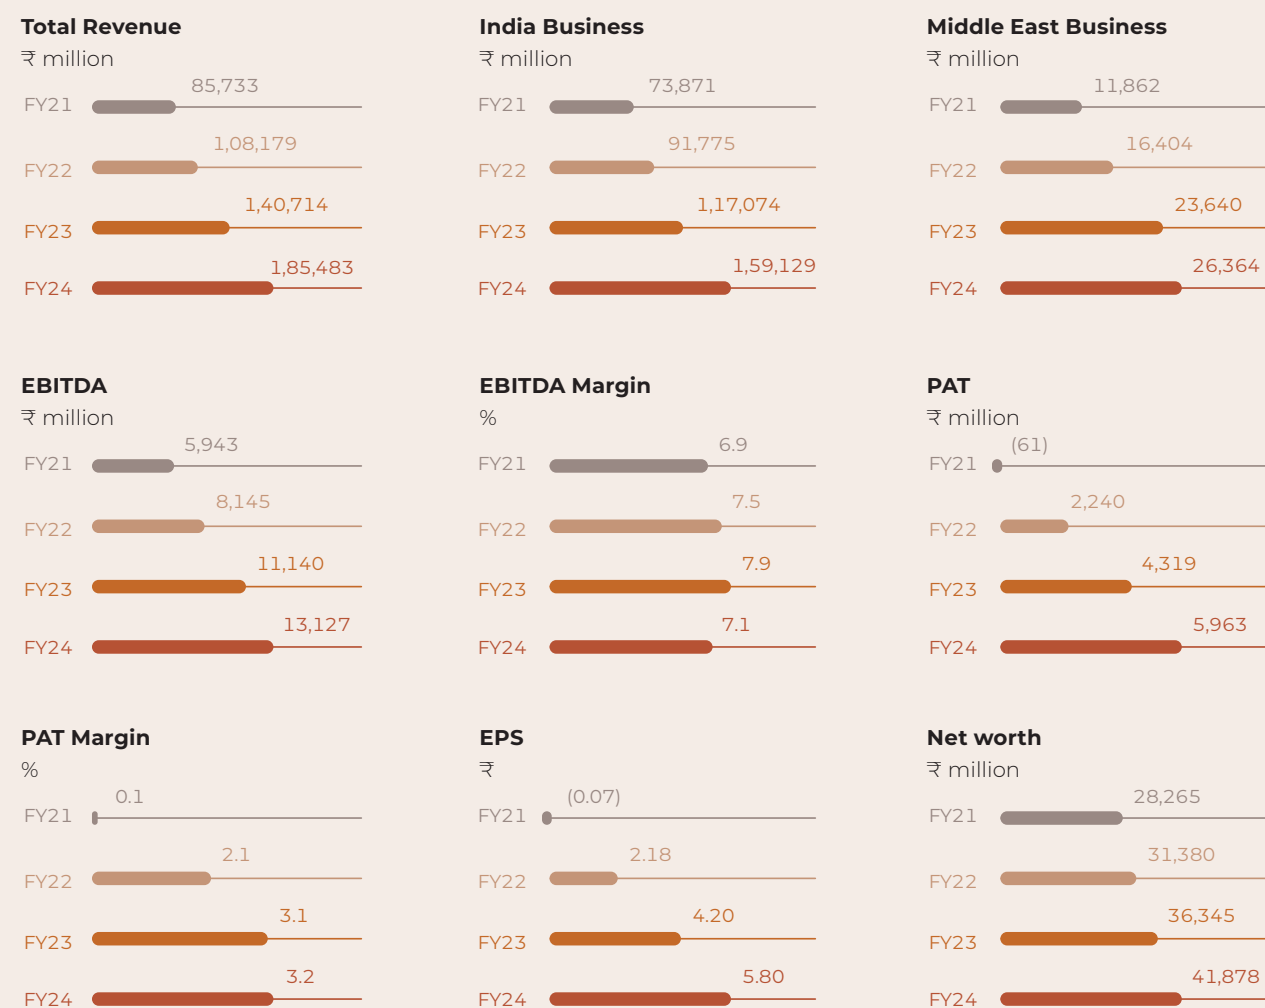 Total Revenue
₹ million
FY21 85,733
FY22 1,08,179
FY23 1,40,714
FY24 1,85,483
India Business
₹ million
FY21 73,871
FY22 91,775
FY23 1,17,074
FY24 1,59,129
Middle East Business
₹ million
FY21 11,862
FY22 16,404
FY23 23,640
FY24 26,364
EBITDA
₹ million
FY21 5,943
FY22 8,145
FY23 11,140
FY24 13,127
EBITDA Margin
%
FY21 6.9
FY22 7.5
FY23 7.9
FY24 7.1
PAT
₹ million
FY21 (61)
FY22 2,240
FY23 4,319
FY24 5,963
PAT Margin
%
FY21 0.1
FY22 2.1
FY23 3.1
FY24 3.2
EPS
₹
FY21 (0.07)
FY22 2.18
FY23 4.20
FY24 5.80
Net worth
₹ million
FY21 28,265
FY22 31,380
FY23 36,345
FY24 41,878